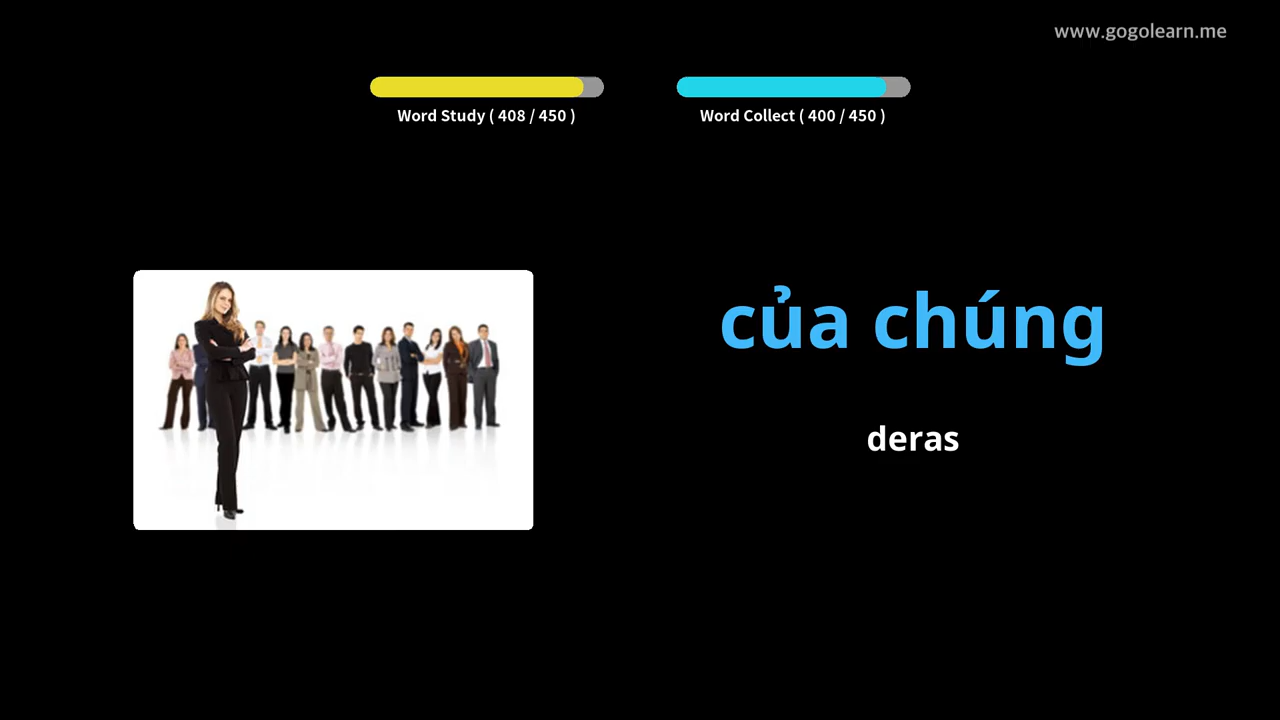 www.gogolearn.me
Word Study ( 408 / 450 )
Word Collect ( 400 / 450 )
của chúng
deras